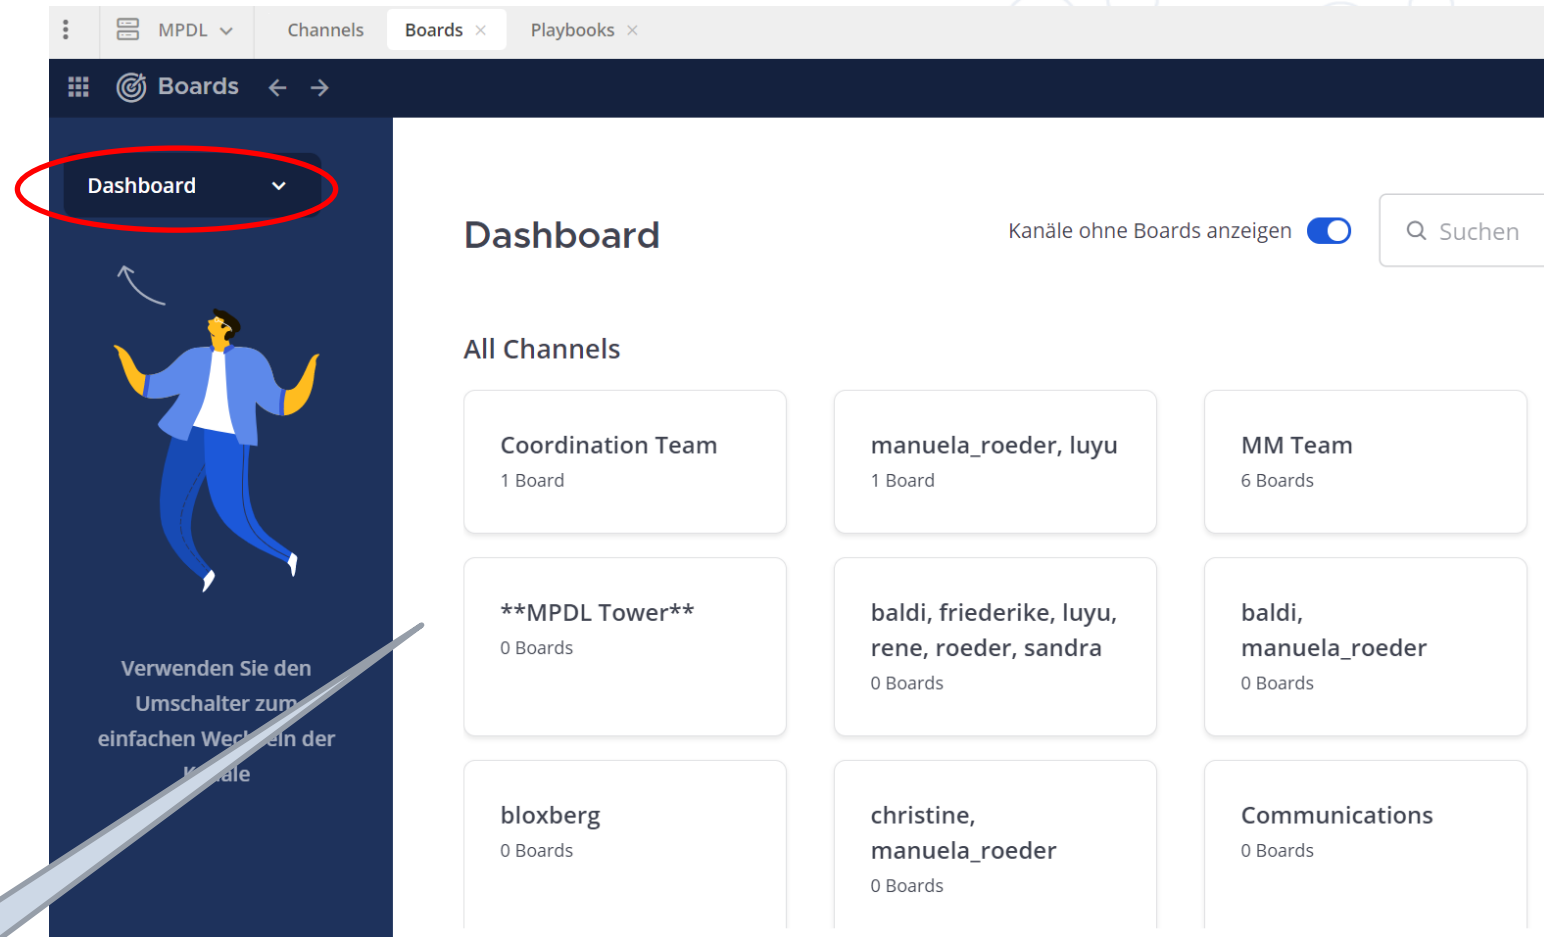 MPDL
Channels
Boards
Playbooks
Boards
Dashboard
Verwenden Sie den
Umschalter zum
einfachen Wechseln der
Kanäle
Dashboard
Kanäle ohne Boards anzeigen
Suchen
All Channels
Coordination Team
1 Board
manuela_roeder, luyu
1 Board
MM Team
6 Boards
**MPDL Tower**
0 Boards
baldi, friederike, luyu,
rene, roeder, sandra
0 Boards
baldi,
manuela_roeder
0 Boards
bloxberg
0 Boards
christine,
manuela_roeder
0 Boards
Communications
0 Boards